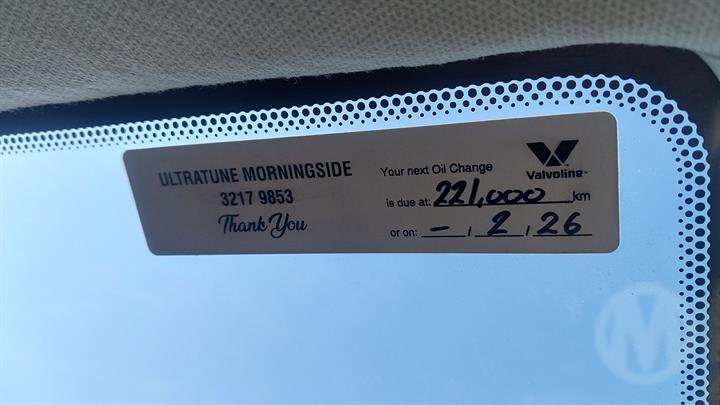 ULTRATUNE MORNINGSIDE
3217 9853
Thank You
Your next Oil Change
is due at: 221,000 km
or on: - , 2 , 26
Valvoline™
M